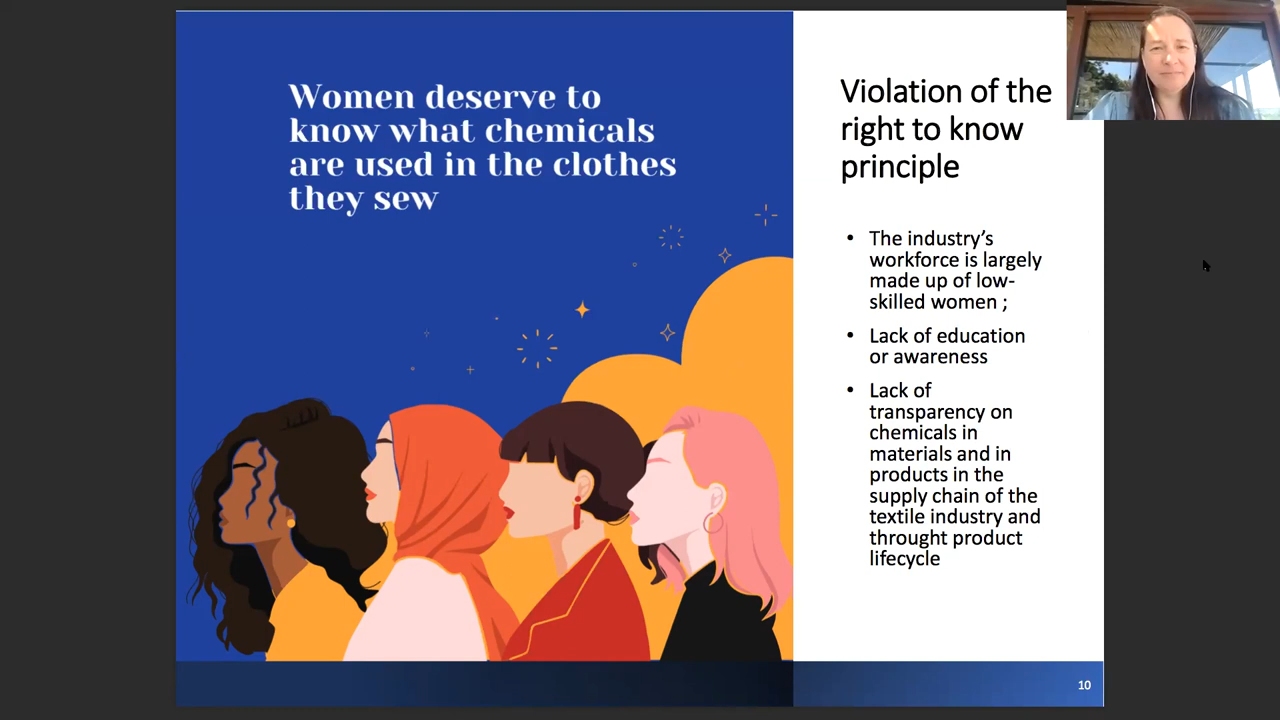 Women deserve to
know what chemicals
are used in the clothes
they sew
Violation of the
right to know
principle
• The industry's
workforce is largely
made up of low-
skilled women ;
• Lack of education
or awareness
• Lack of
transparency on
chemicals in
materials and in
products in the
supply chain of the
textile industry and
throught product
lifecycle
10